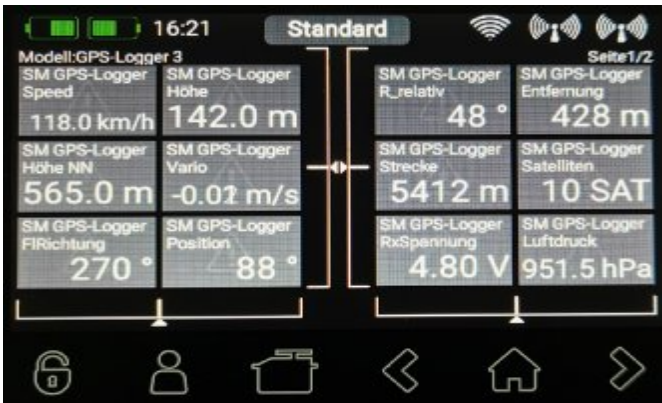 16:21 Standard
Modell:GPS-Logger 3 Seite1/2
SM GPS-Logger
Speed
118.0 km/h
SM GPS-Logger
Höhe
142.0 m
SM GPS-Logger
R_relativ
48 °
SM GPS-Logger
Entfernung
428 m
SM GPS-Logger
Höhe NN
565.0 m
SM GPS-Logger
Vario
m/s
SM GPS-Logger
Strecke
5412 m
SM GPS-Logger
Satelliten
10 SAT
SM GPS-Logger
FlRichtung
270 °
SM GPS-Logger
Position
88 °
SM GPS-Logger
RxSpannung
4.80 V
SM GPS-Logger
Luftdruck
951.5 hPa